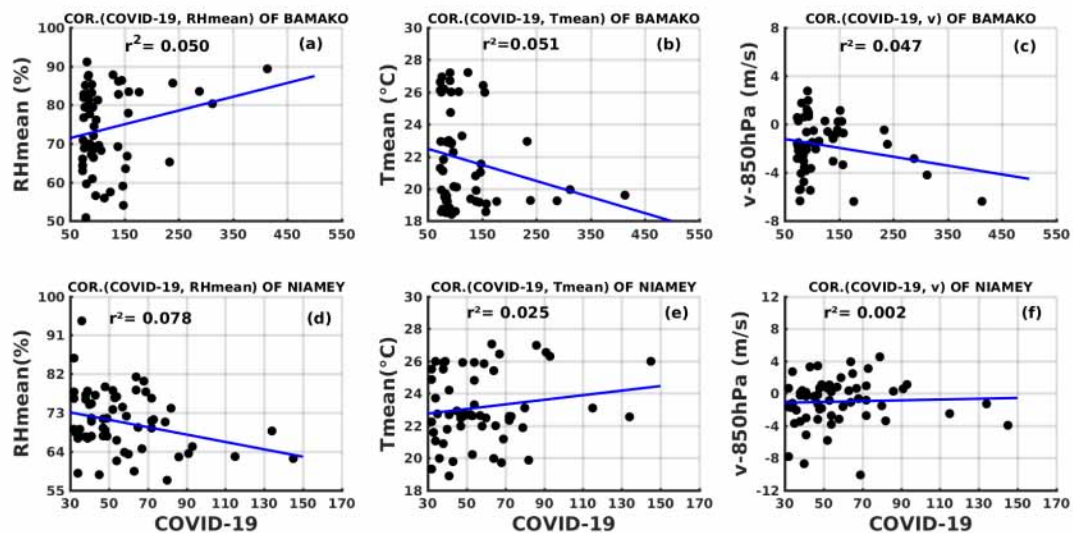 COR.(COVID-19, RHmean) OF BAMAKO
r²= 0.050
(a)
RHmean (%)
100
90
80
70
60
50
50 150 250 350 450 550
COR.(COVID-19, Tmean) OF BAMAKO
r²=0.051
(b)
Tmean (°C)
30
28
26
24
22
20
18
50 150 250 350 450 550
COR.(COVID-19, v) OF BAMAKO
r²= 0.047
(c)
v-850hPa (m/s)
8
4
0
-4
-8
50 150 250 350 450 550
COR.(COVID-19, RHmean) OF NIAMEY
r²= 0.078
(d)
RHmean(%)
100
91
82
73
64
55
30 50 70 90 110 130 150 170
COVID-19
COR.(COVID-19, Tmean) OF NIAMEY
r²= 0.025
(e)
Tmean(°C)
30
28
26
24
22
20
18
30 50 70 90 110 130 150 170
COVID-19
COR.(COVID-19, v) OF NIAMEY
r²= 0.002
(f)
v-850hPa (m/s)
12
8
4
0
-4
-8
-12
30 50 70 90 110 130 150 170
COVID-19